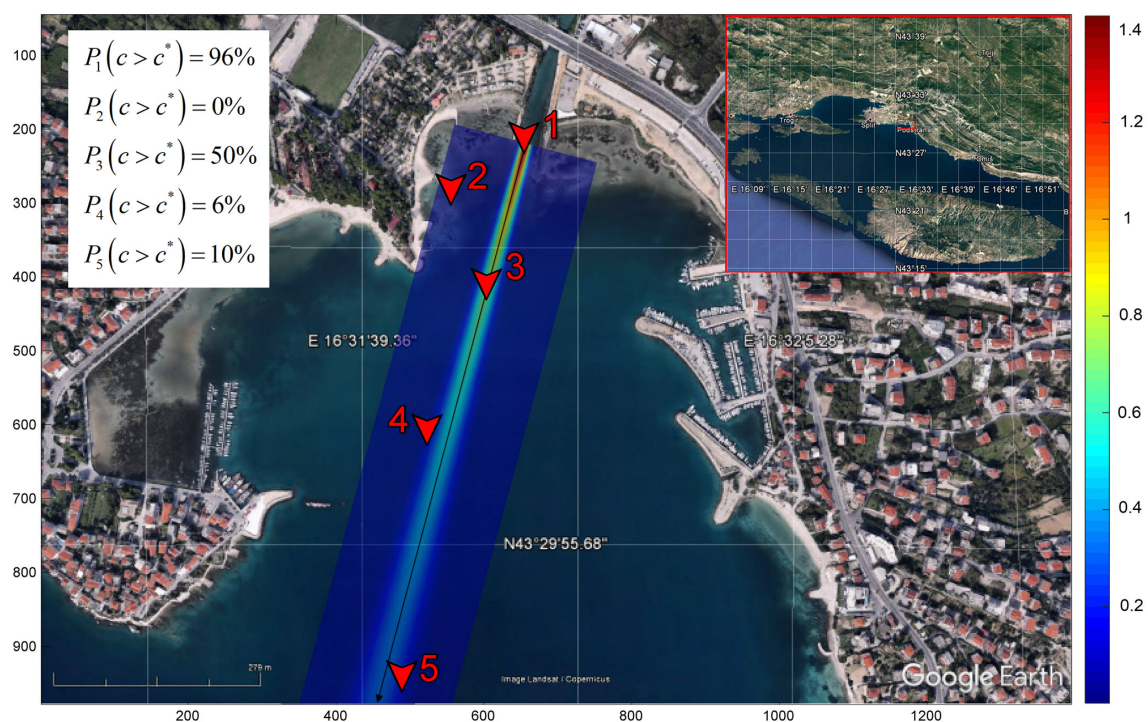 P₁(c > c*) = 96%
P₂(c > c*) = 0%
P₃(c > c*) = 50%
P₄(c > c*) = 6%
P₅(c > c*) = 10%
100
200
300
400
500
600
700
800
900
200
400
600
800
1000
1200
1
2
3
4
5
E 16°31'39.36"
E 16°32'5.28"
N43°29'55.68"
279 m
Image Landsat / Copernicus
Google Earth
N43°39'
N43°33'
Trogir
Split
Podstrana
N43°27'
Omiš
E 16°09' E 16°15' E 16°21' E 16°27' E 16°33' E 16°39' E 16°45' E 16°51'
N43°21'
N43°15'
1.4
1.2
1
0.8
0.6
0.4
0.2